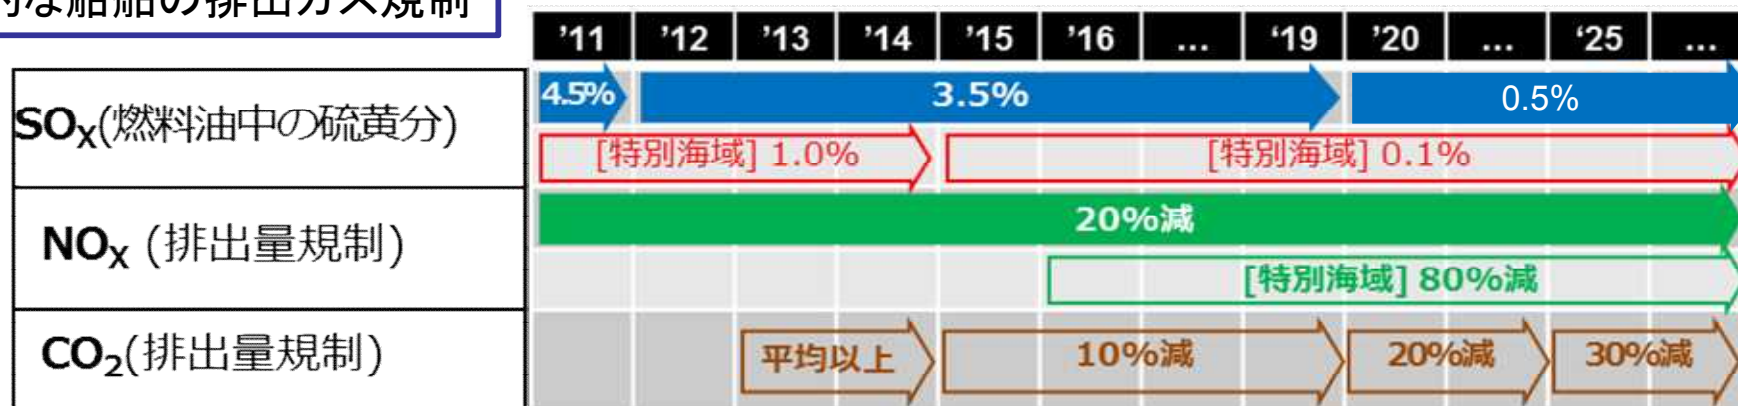 的な船舶の排出ガス規制
’11 ’12 ’13 ’14 ’15 ’16 ... ‘19 ’20 ... ‘25 ...
SOX(燃料油中の硫黄分)
4.5% 3.5% 0.5%
[特別海域] 1.0% [特別海域] 0.1%
NOX (排出量規制)
20%減
[特別海域] 80%減
CO2(排出量規制)
平均以上 10%減 20%減 30%減